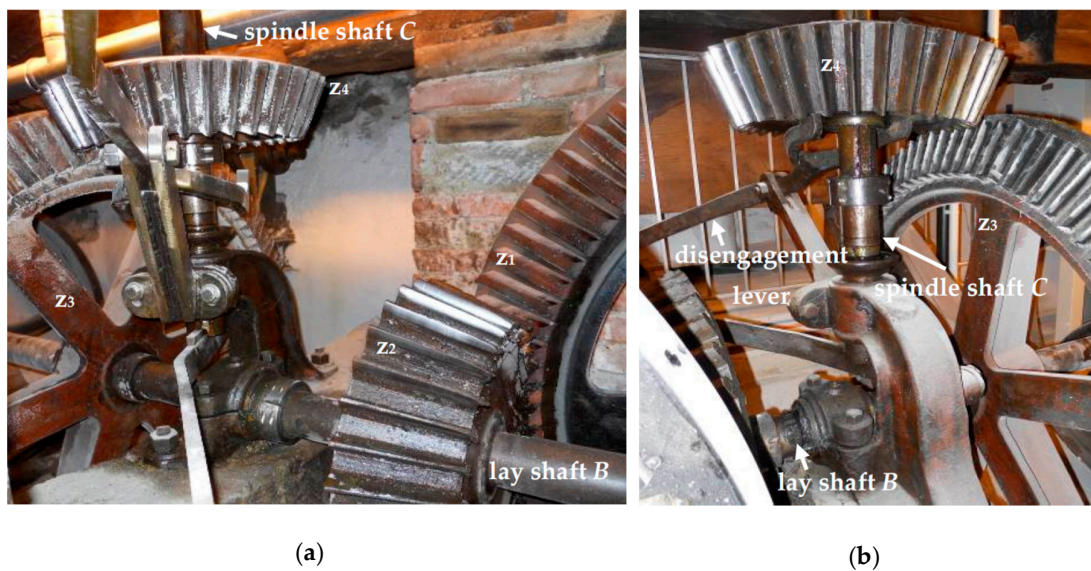 spindle shaft C
z4
z1
z3
z2
lay shaft B
(a)
(b)
z4
z3
disengagement
lever
spindle shaft C
lay shaft B